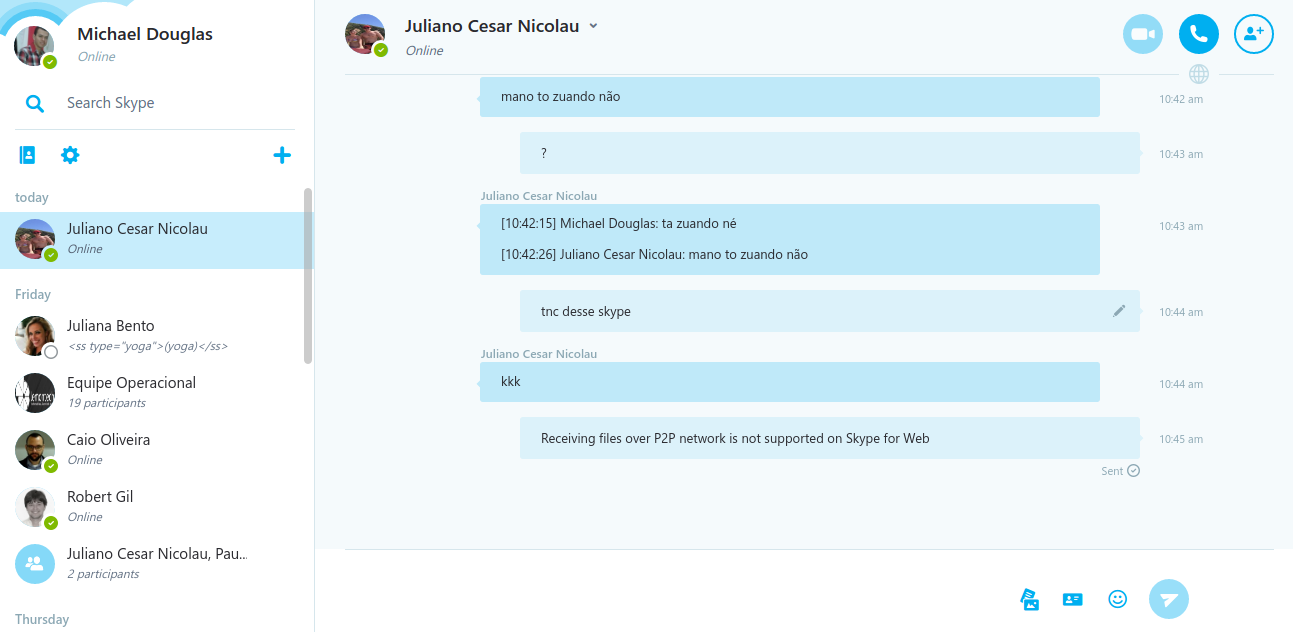 Michael Douglas
Online
Search Skype
today
Juliano Cesar Nicolau
Online
Friday
Juliana Bento
<ss type="yoga">(yoga)</ss>
Equipe Operacional
19 participants
Caio Oliveira
Online
Robert Gil
Online
Juliano Cesar Nicolau, Pau...
2 participants
Thursday
Juliano Cesar Nicolau
Online
mano to zuando não
10:42 am
?
10:43 am
Juliano Cesar Nicolau
[10:42:15] Michael Douglas: ta zuando né
10:43 am
[10:42:26] Juliano Cesar Nicolau: mano to zuando não
tnc desse skype
10:44 am
Juliano Cesar Nicolau
kkk
10:44 am
Receiving files over P2P network is not supported on Skype for Web
10:45 am
Sent